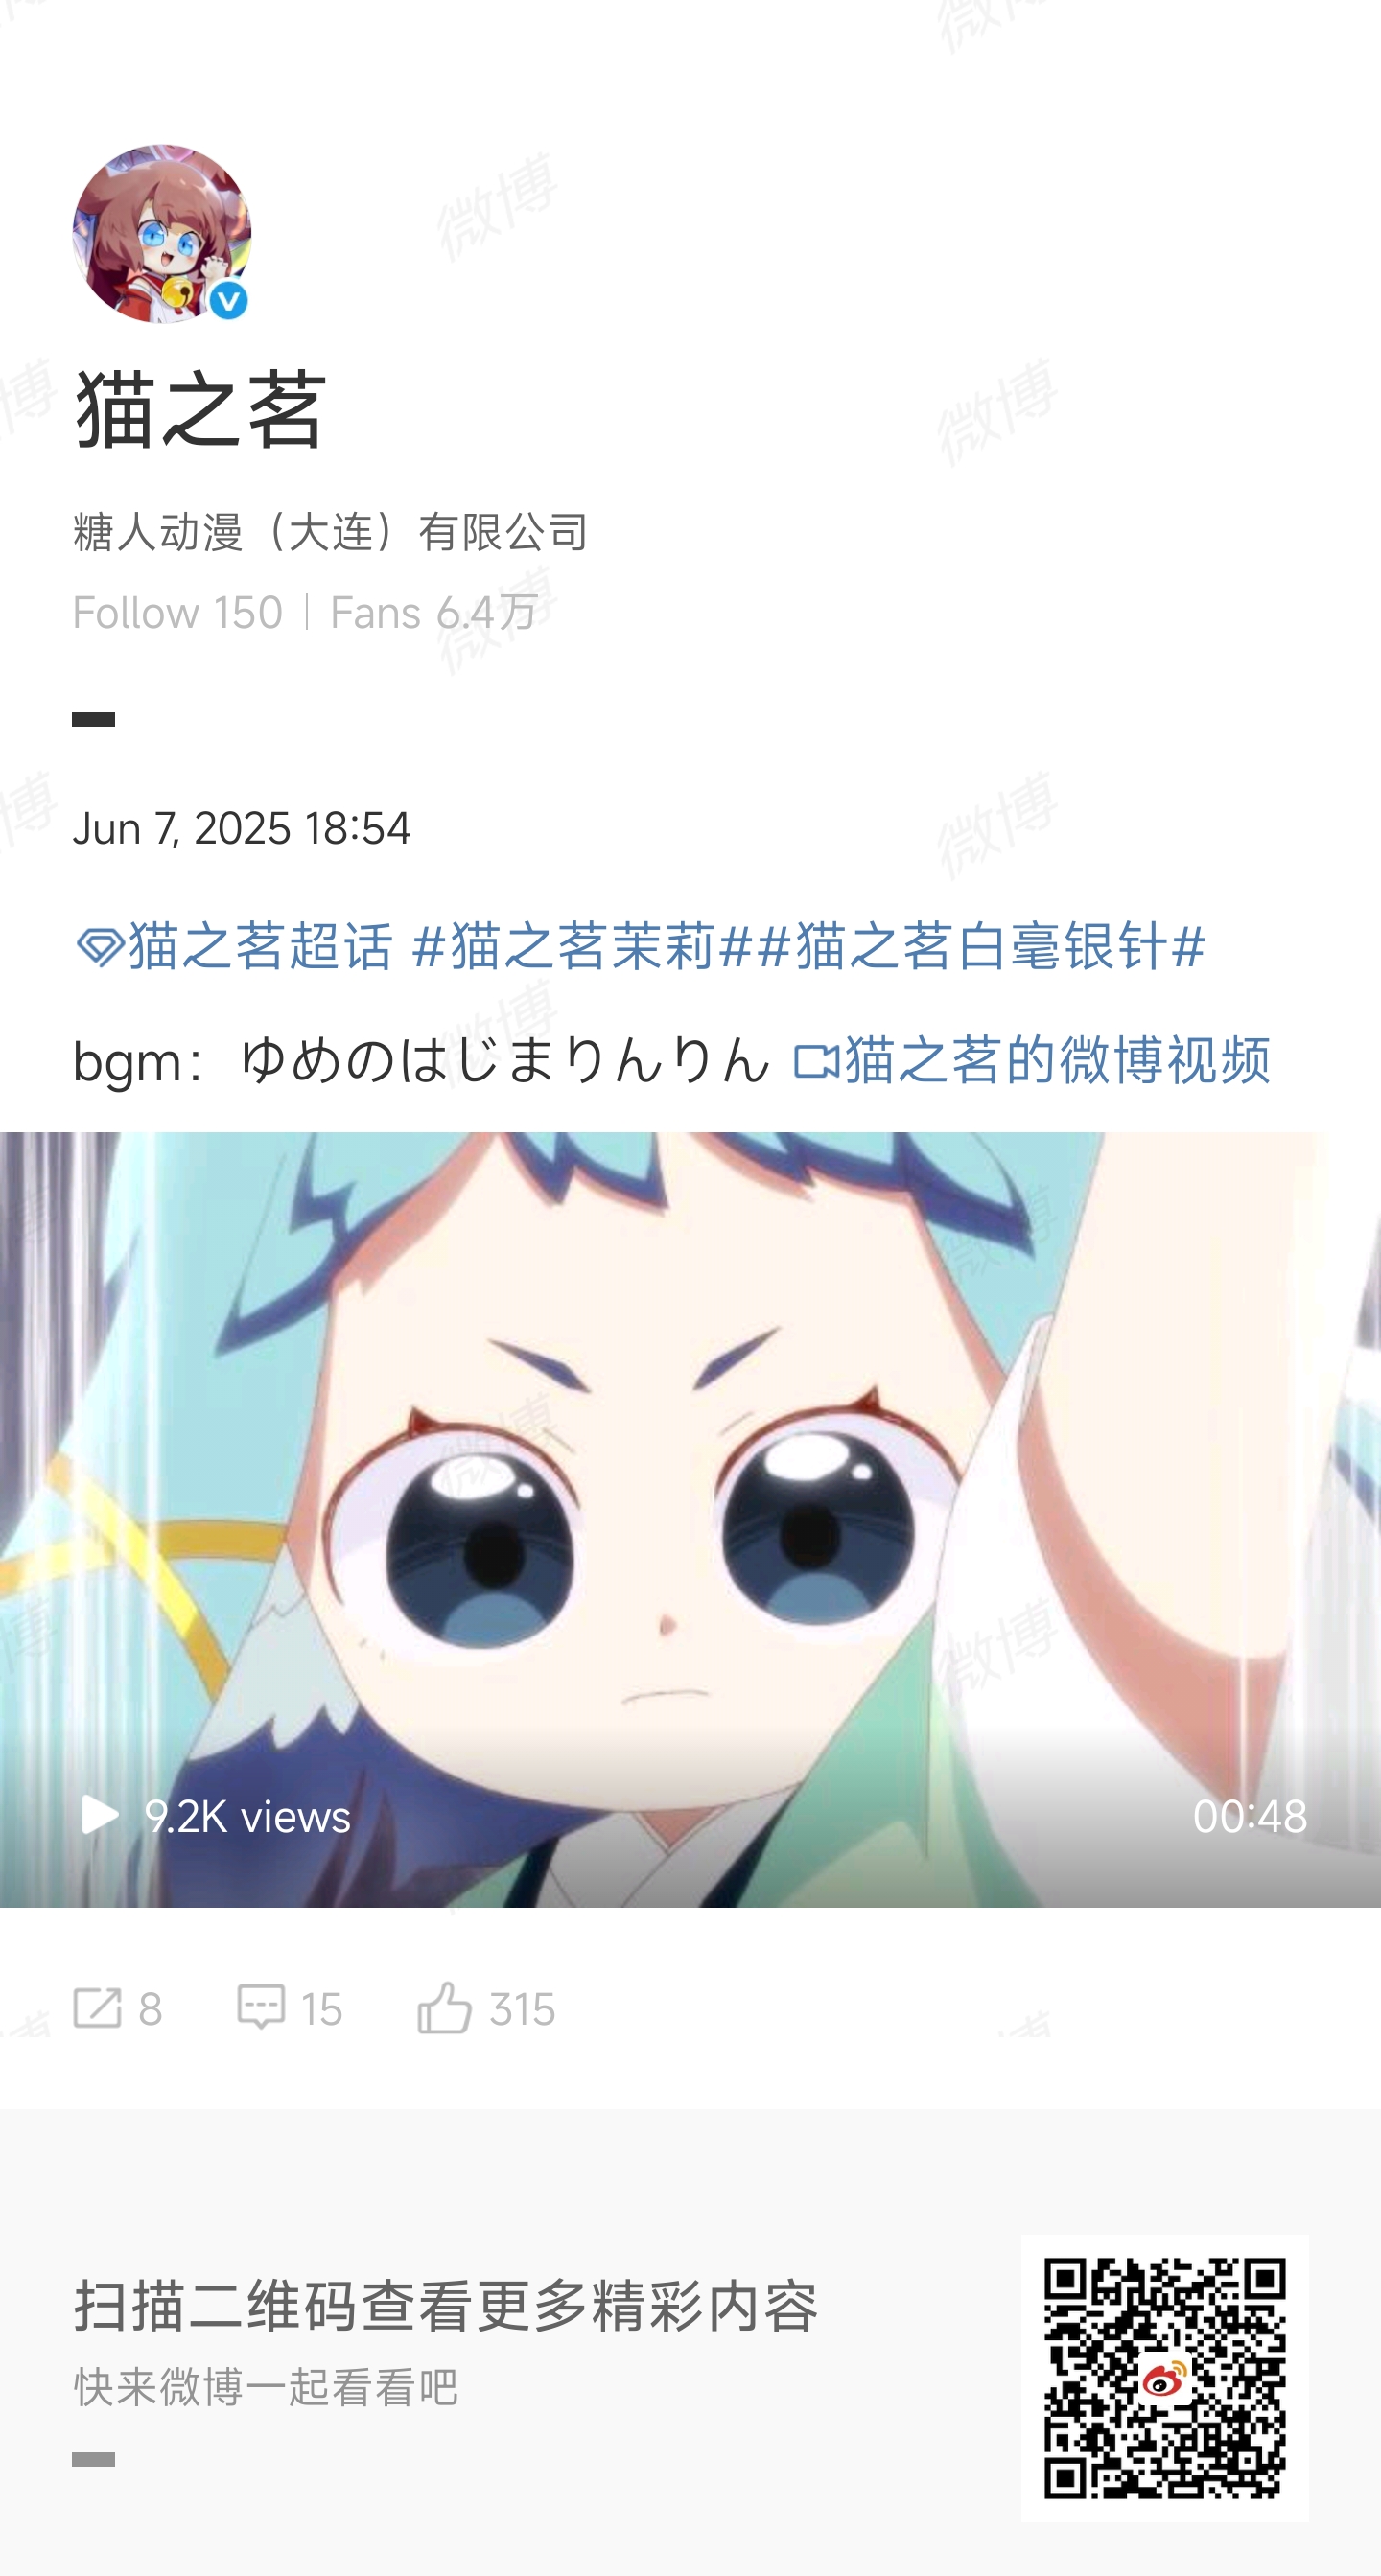 猫之茗
糖人动漫（大连）有限公司
Follow 150 | Fans 6.4万
Jun 7, 2025 18:54
猫之茗超话 #猫之茗茉莉##猫之茗白毫银针#
bgm：ゆめのはじまりんりん 猫之茗的微博视频
9.2K views
00:48
8 15 315
扫描二维码查看更多精彩内容
快来微博一起看看吧
微博